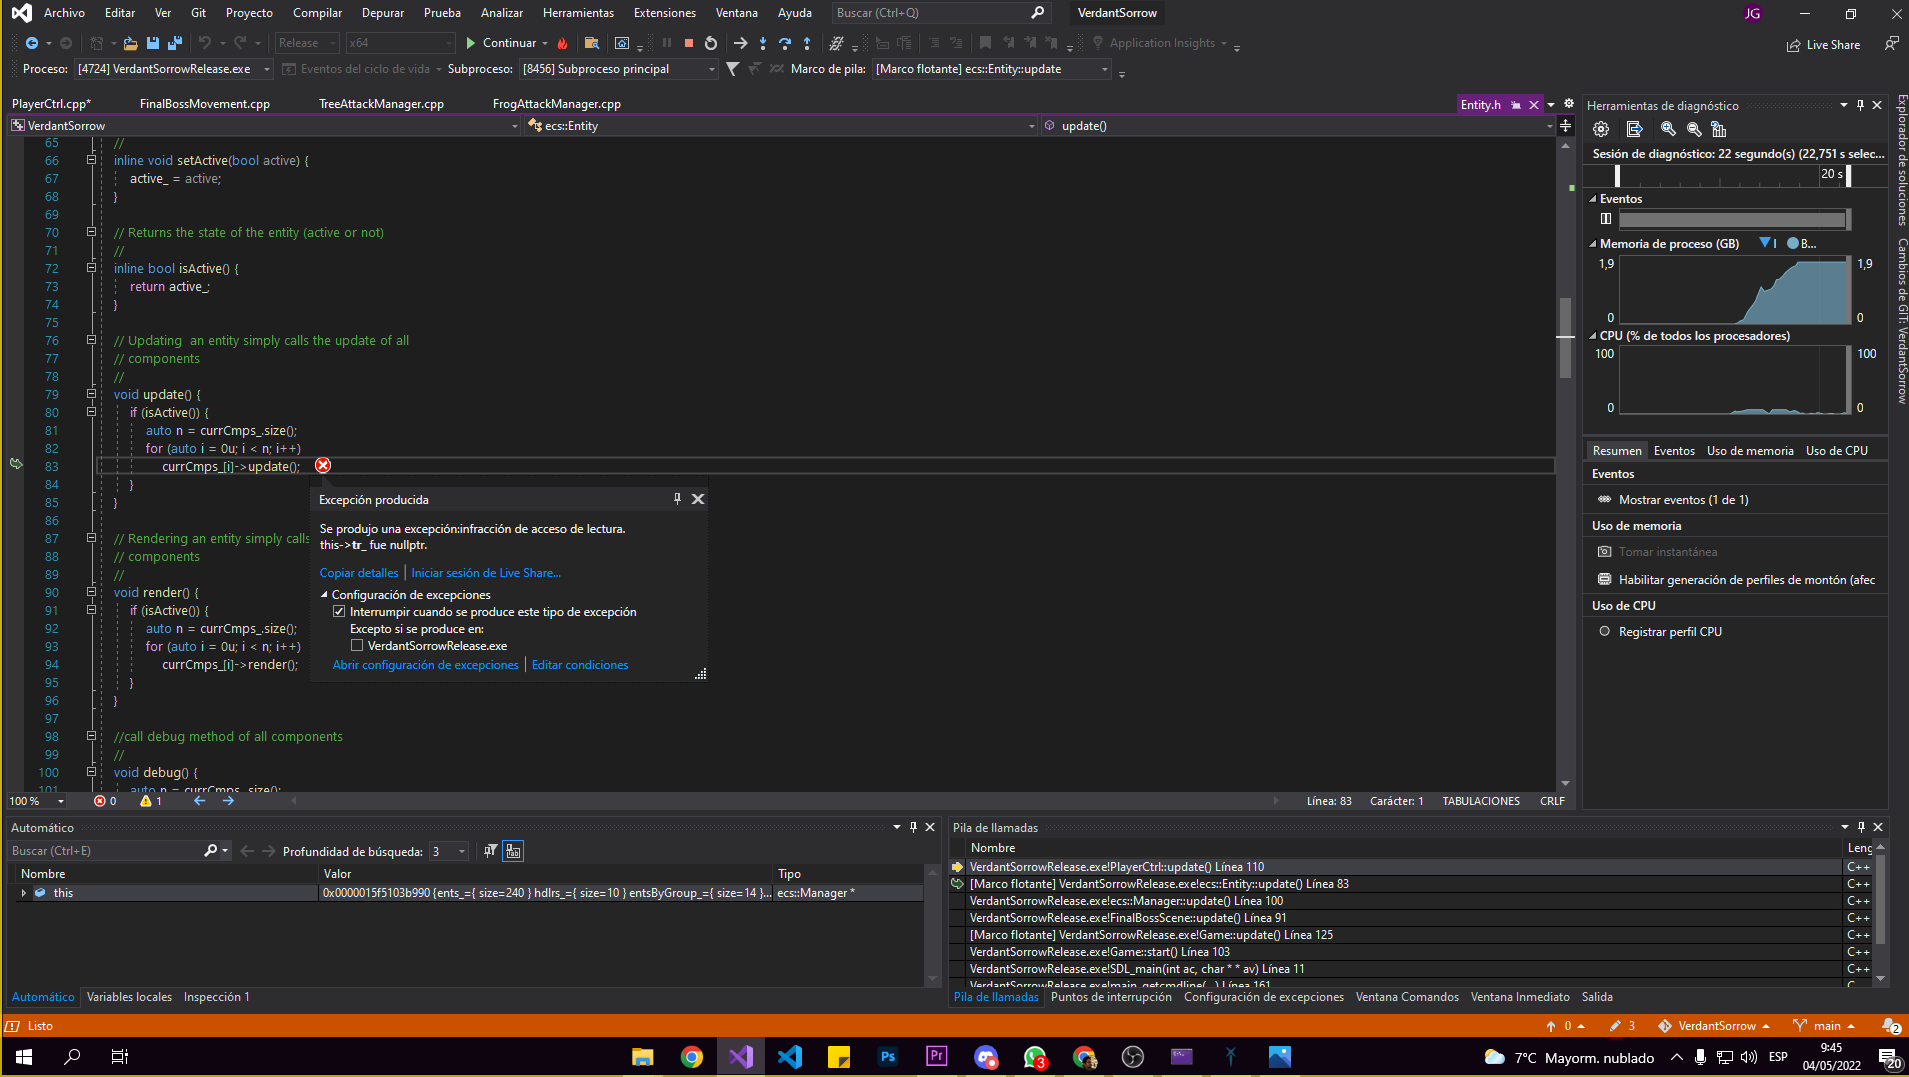 Archivo Editar Ver Git Proyecto Compilar Depurar Prueba Analizar Herramientas Extensiones Ventana Ayuda Buscar (Ctrl+Q) VerdantSorrow JG
Release x64 Continuar Application Insights Live Share
Proceso: [4724] VerdantSorrowRelease.exe Eventos del ciclo de vida Subproceso: [8456] Subproceso principal Marco de pila: [Marco flotante] ecs::Entity::update
PlayerCtrl.cpp* FinalBossMovement.cpp TreeAttackManager.cpp FrogAttackManager.cpp Entity.h
VerdantSorrow ecs::Entity update()
65 //
66 inline void setActive(bool active) {
67 active_ = active;
68 }
69
70 // Returns the state of the entity (active or not)
71 //
72 inline bool isActive() {
73 return active_;
74 }
75
76 // Updating  an entity simply calls the update of all
77 // components
78 //
79 void update() {
80 if (isActive()) {
81 auto n = currCmps_.size();
82 for (auto i = 0u; i < n; i++)
83 currCmps_[i]->update();
84 }
85 }
86
87 // Rendering an entity simply calls
88 // components
89 //
90 void render() {
91 if (isActive()) {
92 auto n = currCmps_.size();
93 for (auto i = 0u; i < n; i++)
94 currCmps_[i]->render();
95 }
96 }
97
98 //call debug method of all components
99 //
100 void debug() {
101 auto n = currCmps_.size();
Excepción producida
Se produjo una excepción:infracción de acceso de lectura.
this->tr_ fue nullptr.
Copiar detalles | Iniciar sesión de Live Share...
Configuración de excepciones
Interrumpir cuando se produce este tipo de excepción
Excepto si se produce en:
VerdantSorrowRelease.exe
Abrir configuración de excepciones | Editar condiciones
100 % 0 1 Línea: 83 Carácter: 1 TABULACIONES CRLF
Herramientas de diagnóstico
Sesión de diagnóstico: 22 segundo(s) (22,751 s selec...
20 s
Eventos
Memoria de proceso (GB) I B...
1,9 1,9
0 0
CPU (% de todos los procesadores)
100 100
0 0
Resumen Eventos Uso de memoria Uso de CPU
Eventos
Mostrar eventos (1 de 1)
Uso de memoria
Tomar instantánea
Habilitar generación de perfiles de montón (afec
Uso de CPU
Registrar perfil CPU
Explorador de soluciones
Cambios de GIT: VerdantSorrow
Automático
Buscar (Ctrl+E) Profundidad de búsqueda: 3
Nombre Valor Tipo
this 0x0000015f5103b990 {ents_={ size=240 } hdlrs_={ size=10 } entsByGroup_={ size=14 }... ecs::Manager *
Automático Variables locales Inspección 1
Pila de llamadas
Nombre Leng
VerdantSorrowRelease.exe!PlayerCtrl::update() Línea 110 C++
[Marco flotante] VerdantSorrowRelease.exe!ecs::Entity::update() Línea 83 C++
VerdantSorrowRelease.exe!ecs::Manager::update() Línea 100 C++
VerdantSorrowRelease.exe!FinalBossScene::update() Línea 91 C++
[Marco flotante] VerdantSorrowRelease.exe!Game::update() Línea 125 C++
VerdantSorrowRelease.exe!Game::start() Línea 103 C++
VerdantSorrowRelease.exe!SDL_main(int ac, char * * av) Línea 11 C++
VerdantSorrowRelease.exe!main_getcmdline(...) Línea 161
Pila de llamadas Puntos de interrupción Configuración de excepciones Ventana Comandos Ventana Inmediato Salida
Listo 0 3 VerdantSorrow main 2
3 7°C Mayorm. nublado ESP 9:45
04/05/2022 20